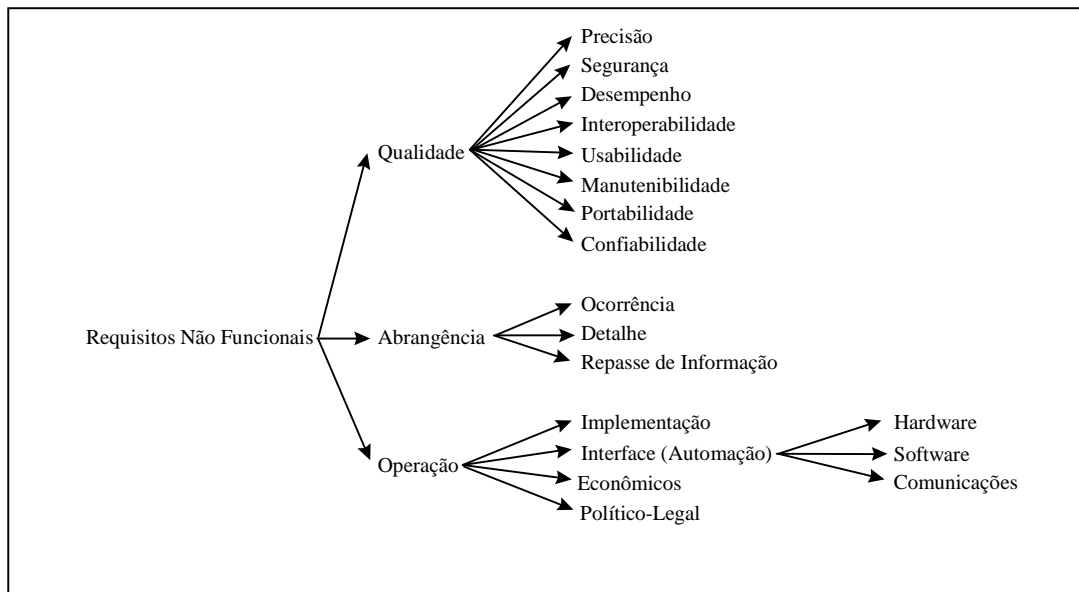 Precisão
Segurança
Desempenho
Interoperabilidade
Qualidade
Usabilidade
Manutenibilidade
Portabilidade
Confiabilidade
Ocorrência
Requisitos Não Funcionais
Abrangência
Detalhe
Repasse de Informação
Implementação
Hardware
Interface (Automação)
Software
Operação
Econômicos
Comunicações
Político-Legal